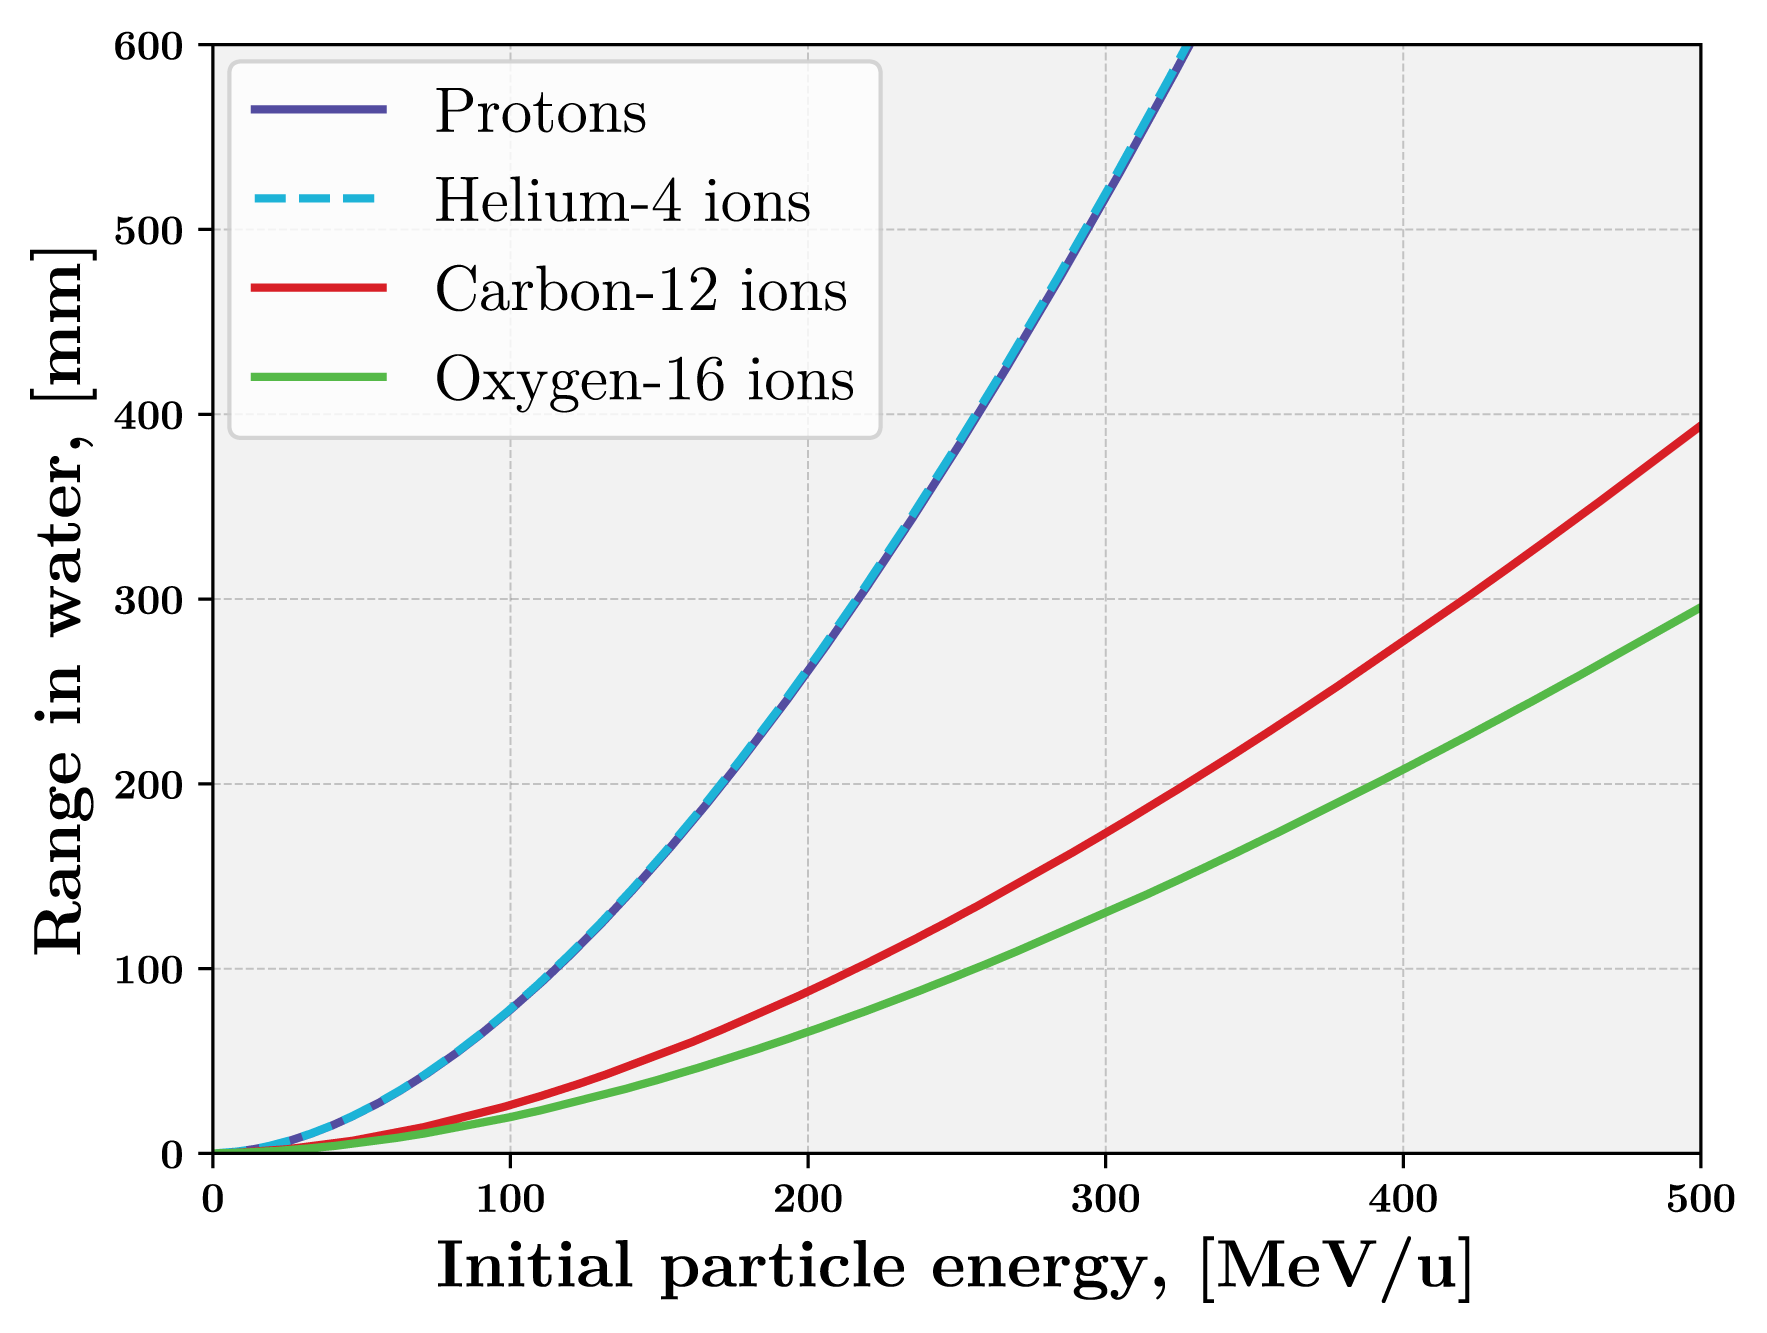 600
500
400
300
200
100
0
Range in water, [mm]
Protons
Helium-4 ions
Carbon-12 ions
Oxygen-16 ions
0 100 200 300 400 500
Initial particle energy, [MeV/u]